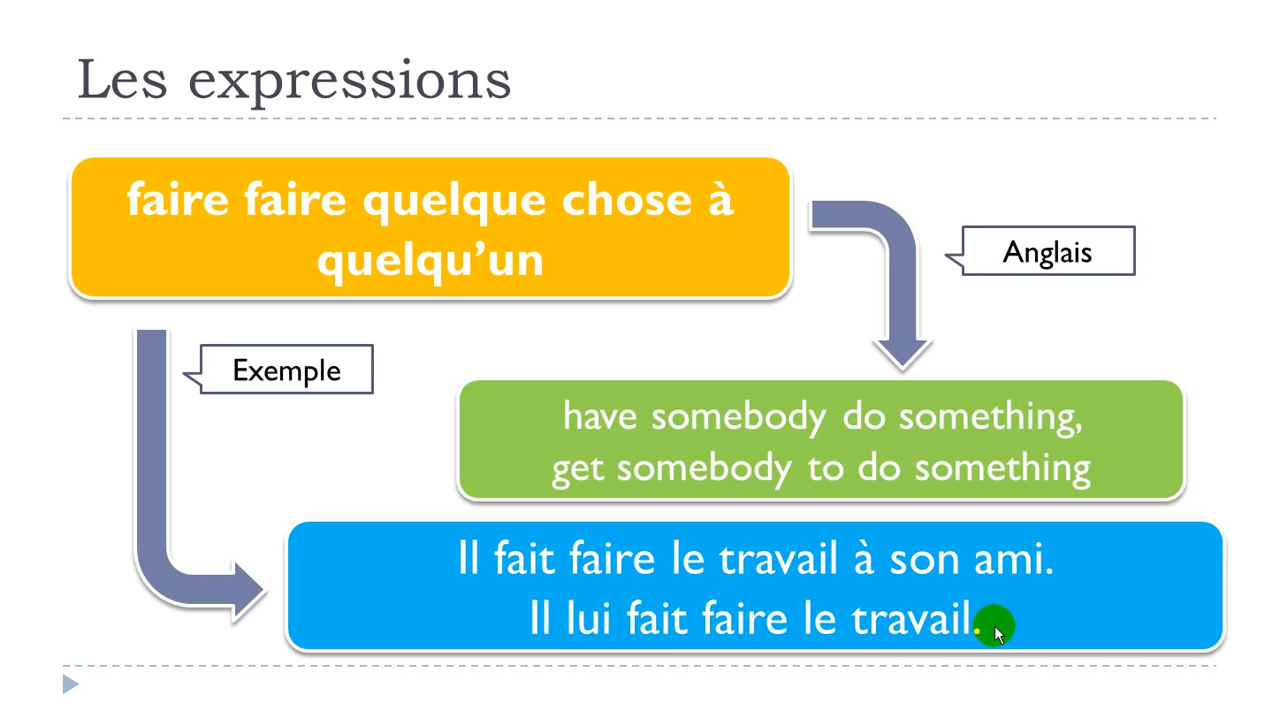 Les expressions
faire faire quelque chose à
quelqu’un
Anglais
Exemple
have somebody do something,
get somebody to do something
Il fait faire le travail à son ami.
Il lui fait faire le travail.